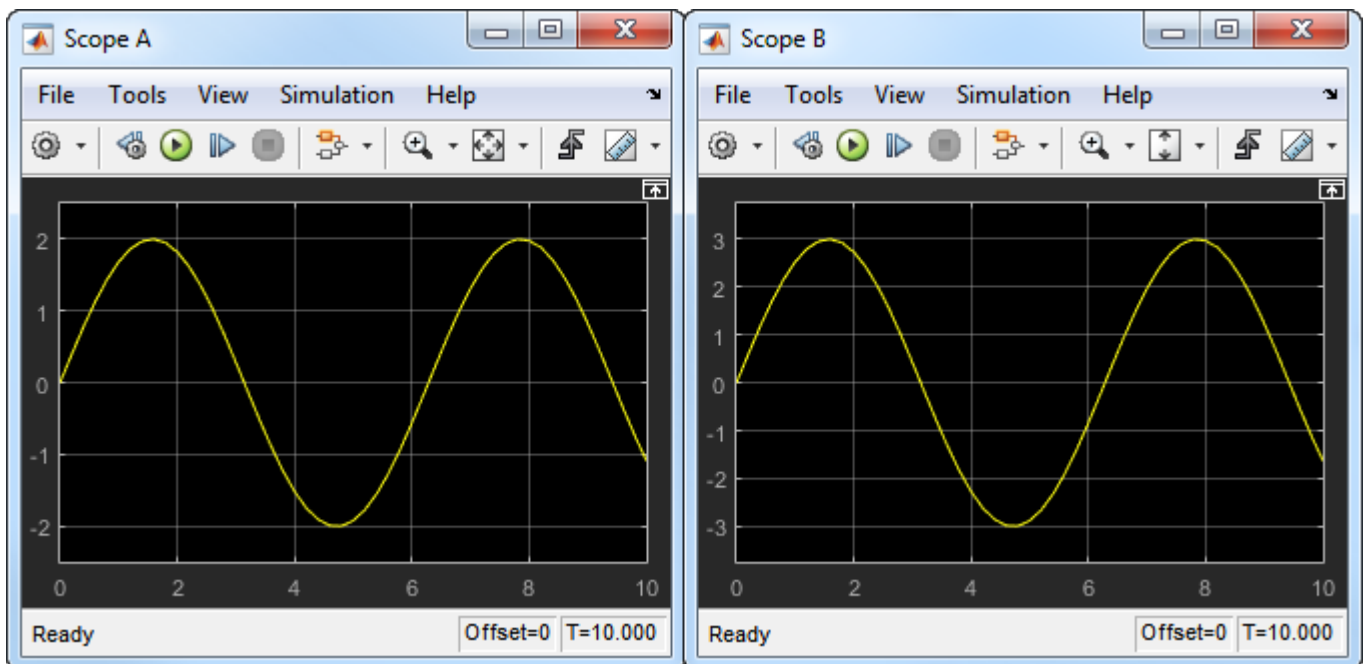 Scope A
File Tools View Simulation Help
2
1
0
-1
-2
0 2 4 6 8 10
Ready Offset=0 T=10.000
Scope B
File Tools View Simulation Help
3
2
1
0
-1
-2
-3
0 2 4 6 8 10
Ready Offset=0 T=10.000